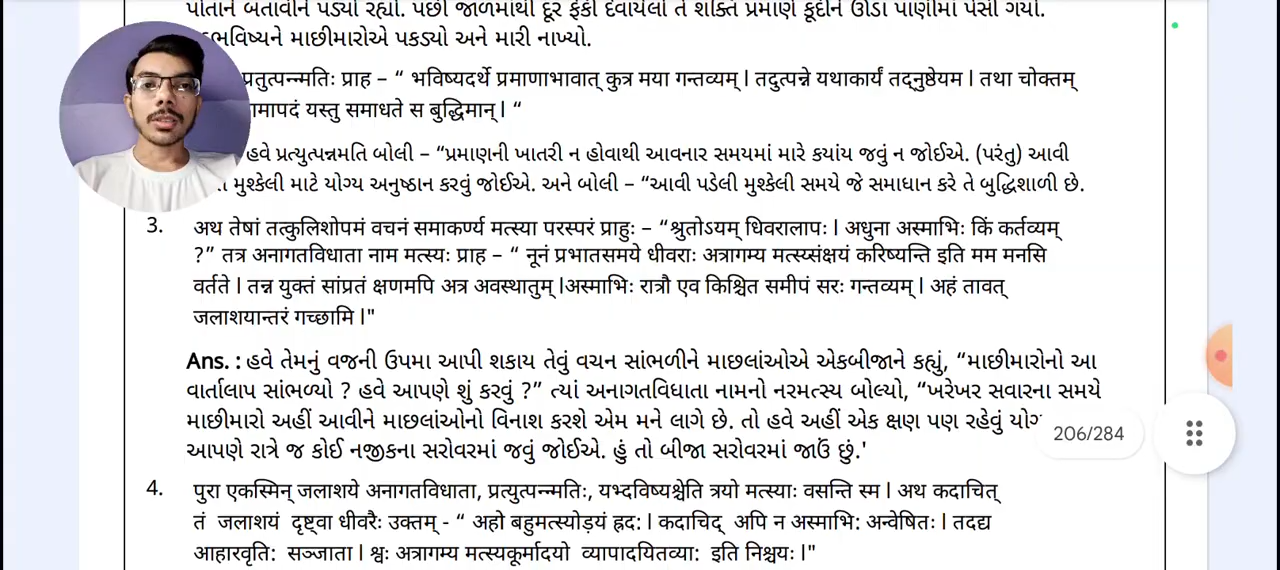 પોતાને બતાવીને પડ્યો રહ્યો. પછી જાળમાંથી દૂર ફેંકી દેવાયેલો તે શક્તિ પ્રમાણે કૂદીને ઊંડા પાણીમાં પેસી ગયો.
ભવિષ્યને માછીમારોએ પકડ્યો અને મારી નાખ્યો.
प्रतुत्पन्नमतिः प्राह – “ भविष्यदर्थे प्रमाणाभावात् कुत्र मया गन्तव्यम् | तदुत्पन्ने यथाकार्यं तद्नुष्ठेयम | तथा चोक्तम्
मापदं यस्तु समाधते स बुद्धिमान् | “
હવે પ્રત્યુત્પન્નમતિ બોલી – “પ્રમાણની ખાતરી ન હોવાથી આવનાર સમયમાં મારે કયાંય જવું ન જોઈએ. (પરંતુ) આવી
મુશ્કેલી માટે યોગ્ય અનુષ્ઠાન કરવું જોઈએ. અને બોલી – “આવી પડેલી મુશ્કેલી સમયે જે સમાધાન કરે તે બુદ્ધિશાળી છે.
3. अथ तेषां तत्कुलिशोपमं वचनं समाकर्ण्य मत्स्या परस्परं प्राहुः – “श्रुतोऽयम् धिवरालापः | अधुना अस्माभिः किं कर्तव्यम्
?” तत्र अनागतविधाता नाम मत्स्यः प्राह – “ नूनं प्रभातसमये धीवराः अत्रागम्य मत्स्य्संक्षयं करिष्यन्ति इति मम मनसि
वर्तते | तन्न युक्तं सांप्रतं क्षणमपि अत्र अवस्थातुम् |अस्माभिः रात्रौ एव किश्चित समीपं सरः गन्तव्यम् | अहं तावत्
जलाशयान्तरं गच्छामि |"
Ans. : હવે તેમનું વજની ઉપમા આપી શકાય તેવું વચન સાંભળીને માછલાંઓએ એકબીજાને કહ્યું, “માછીમારોનો આ
વાર્તાલાપ સાંભળ્યો ? હવે આપણે શું કરવું ?” ત્યાં અનાગતવિધાતા નામનો નરમત્સ્ય બોલ્યો, “ખરેખર સવારના સમયે
માછીમારો અહીં આવીને માછલાંઓનો વિનાશ કરશે એમ મને લાગે છે. તો હવે અહીં એક ક્ષણ પણ રહેવું
206/284
આપણે રાત્રે જ કોઈ નજીકના સરોવરમાં જવું જોઈએ. હું તો બીજા સરોવરમાં જાઉં છું.'
4. पुरा एकस्मिन् जलाशये अनागतविधाता, प्रत्युत्पन्मतिः, यभ्दविष्यश्चेति त्रयो मत्स्याः वसन्ति स्म | अथ कदाचित्
तं जलाशयं दृष्ट्वा धीवरैः उक्तम् - “ अहो बहुमत्स्योड़यं ह्रद: | कदाचिद् अपि न अस्माभि: अन्वेषितः | तदद्य
आहारवृति: सञ्जाता | श्वः अत्रागम्य मत्स्यकूर्मादयो व्यापादयितव्या: इति निश्चयः |"